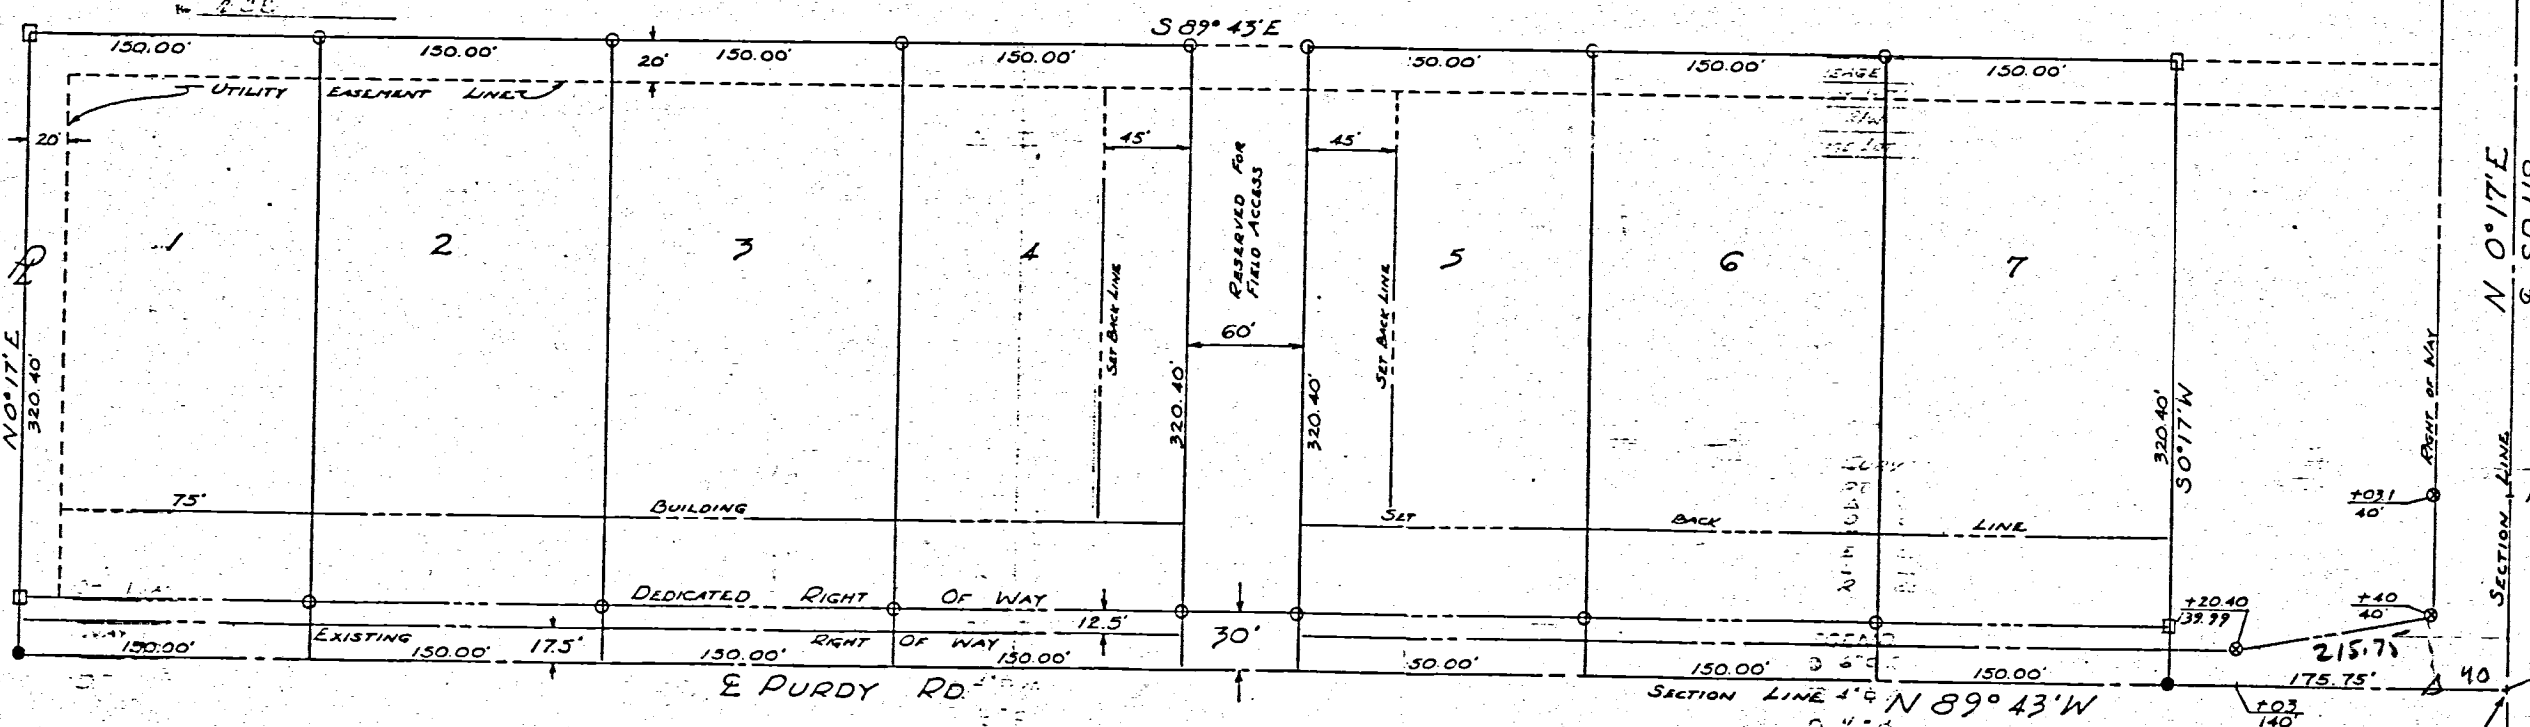 S 89° 43' E
150.00'
150.00'
20'
150.00'
150.00'
50.00'
150.00'
150.00'
UTILITY EASEMENT LINE
20'
45'
45'
RESERVED FOR
FIELD ACCESS
N 0° 17' E
1
2
3
4
5
6
7
SET BACK LINE
SET BACK LINE
60'
N 0° 17' E
320.40'
320.40'
320.40'
320.40'
S 0° 17' W
RIGHT OF WAY
SECTION LINE
75'
BUILDING
SET
BACK
LINE
+03.1
40'
DEDICATED RIGHT OF WAY
12.5'
30'
+20.40
139.99
+40
40'
EXISTING
17.5'
RIGHT OF WAY
215.75
150.00'
150.00'
150.00'
150.00'
50.00'
150.00'
150.00'
175.75'
40
PURDY RD.
SECTION LINE
N 89° 43' W
+03
140'